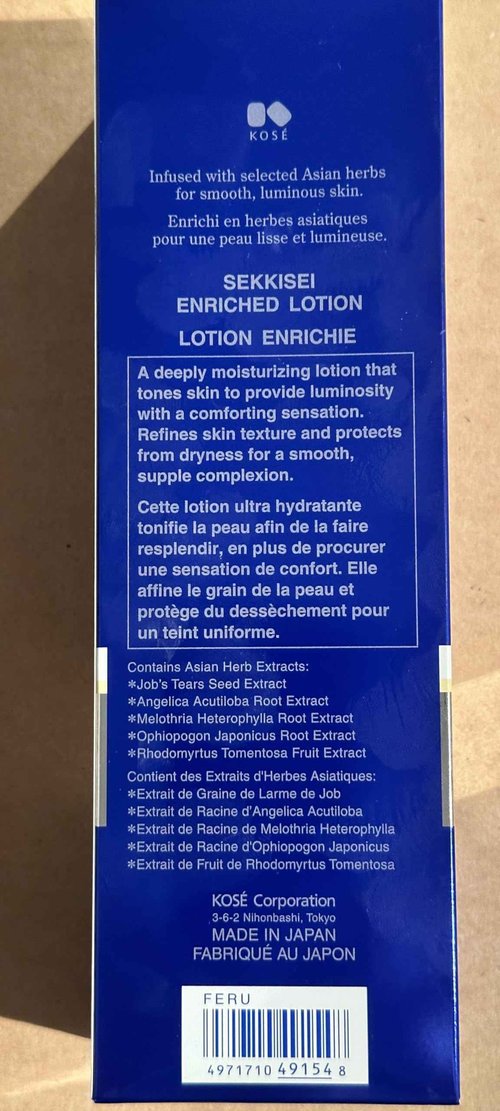 KOSÉ
Infused with selected Asian herbs
for smooth, luminous skin.
Enrichi en herbes asiatiques
pour une peau lisse et lumineuse.
SEKKISEI
ENRICHED LOTION
LOTION ENRICHIE
A deeply moisturizing lotion that
tones skin to provide luminosity
with a comforting sensation.
Refines skin texture and protects
from dryness for a smooth,
supple complexion.
Cette lotion ultra hydratante
tonifie la peau afin de la faire
resplendir, en plus de procurer
une sensation de confort. Elle
affine le grain de la peau et
protège du dessèchement pour
un teint uniforme.
Contains Asian Herb Extracts:
*Job's Tears Seed Extract
*Angelica Acutiloba Root Extract
*Melothria Heterophylla Root Extract
*Ophiopogon Japonicus Root Extract
*Rhodomyrtus Tomentosa Fruit Extract
Contient des Extraits d'Herbes Asiatiques:
*Extrait de Graine de Larme de Job
*Extrait de Racine d'Angelica Acutiloba
*Extrait de Racine de Melothria Heterophylla
*Extrait de Racine d'Ophiopogon Japonicus
*Extrait de Fruit de Rhodomyrtus Tomentosa
KOSÉ Corporation
3-6-2 Nihonbashi, Tokyo
MADE IN JAPAN
FABRIQUÉ AU JAPON
FERU
4971710 49154 8